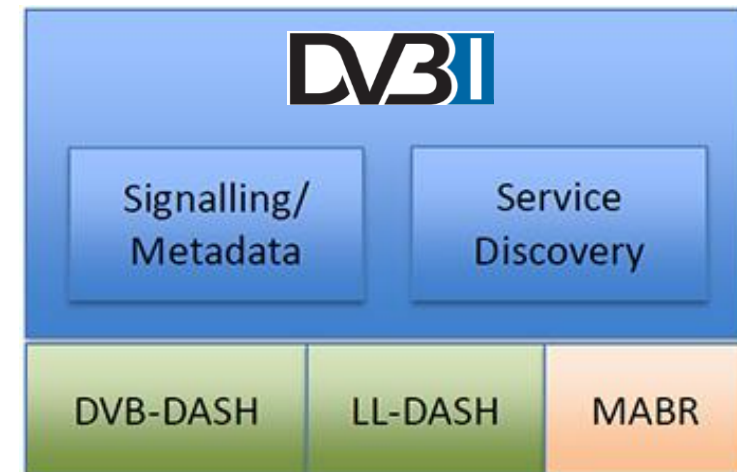 DVB I
Signalling/
Metadata
Service
Discovery
DVB-DASH
LL-DASH
MABR